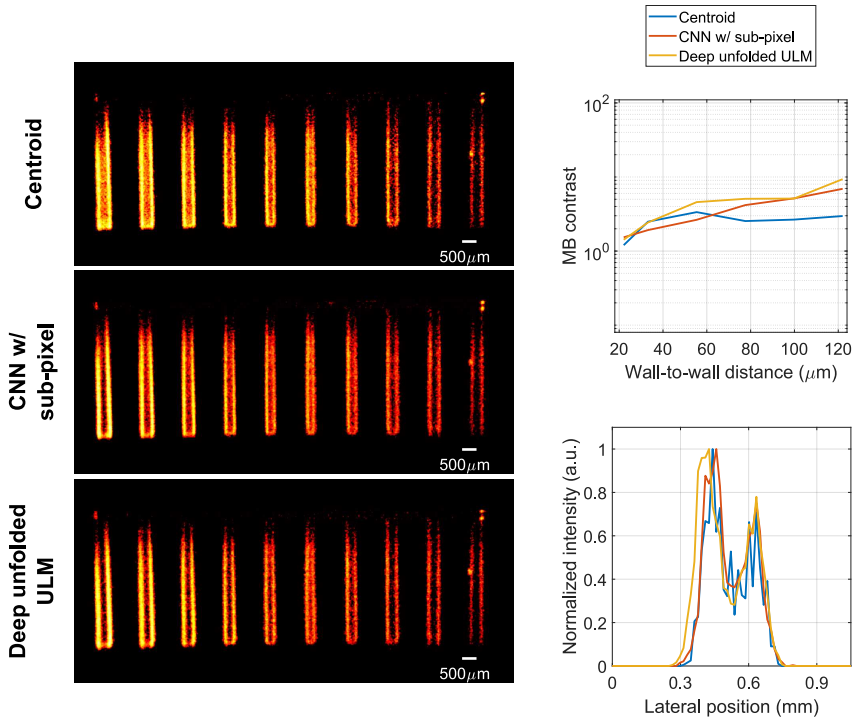 Centroid
CNN w/ sub-pixel
Deep unfolded ULM
Centroid
500μm
CNN w/
sub-pixel
500μm
Deep unfolded
ULM
500μm
MB contrast
10²
10⁰
20 40 60 80 100 120
Wall-to-wall distance (μm)
Normalized intensity (a.u.)
1
0.8
0.6
0.4
0.2
0
0 0.3 0.6 0.9
Lateral position (mm)